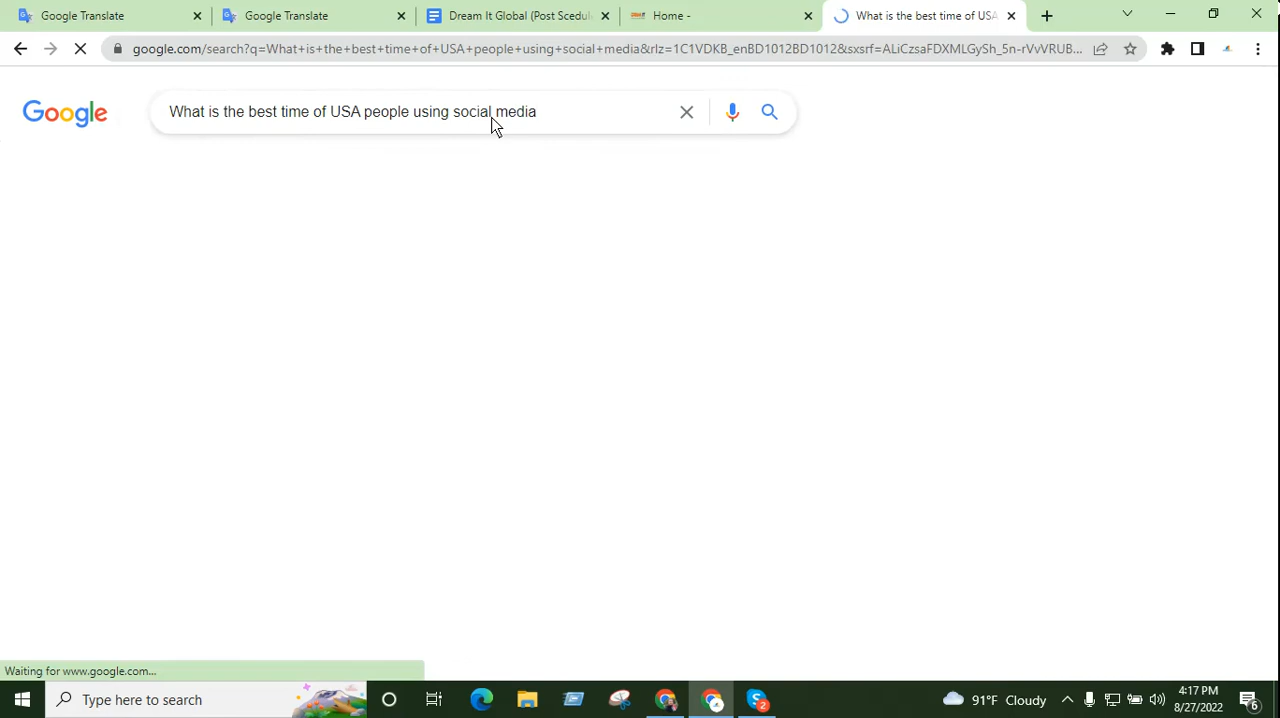 Google Translate
Google Translate
Dream It Global (Post Scedul
Home -
What is the best time of USA
google.com/search?q=What+is+the+best+time+of+USA+people+using+social+media&rlz=1C1VDKB_enBD1012BD1012&sxsrf=ALiCzsaFDXMLGySh_5n-rVvVRUB...
Google
What is the best time of USA people using social media
Waiting for www.google.com...
Type here to search
2
91°F Cloudy
4:17 PM
8/27/2022
6